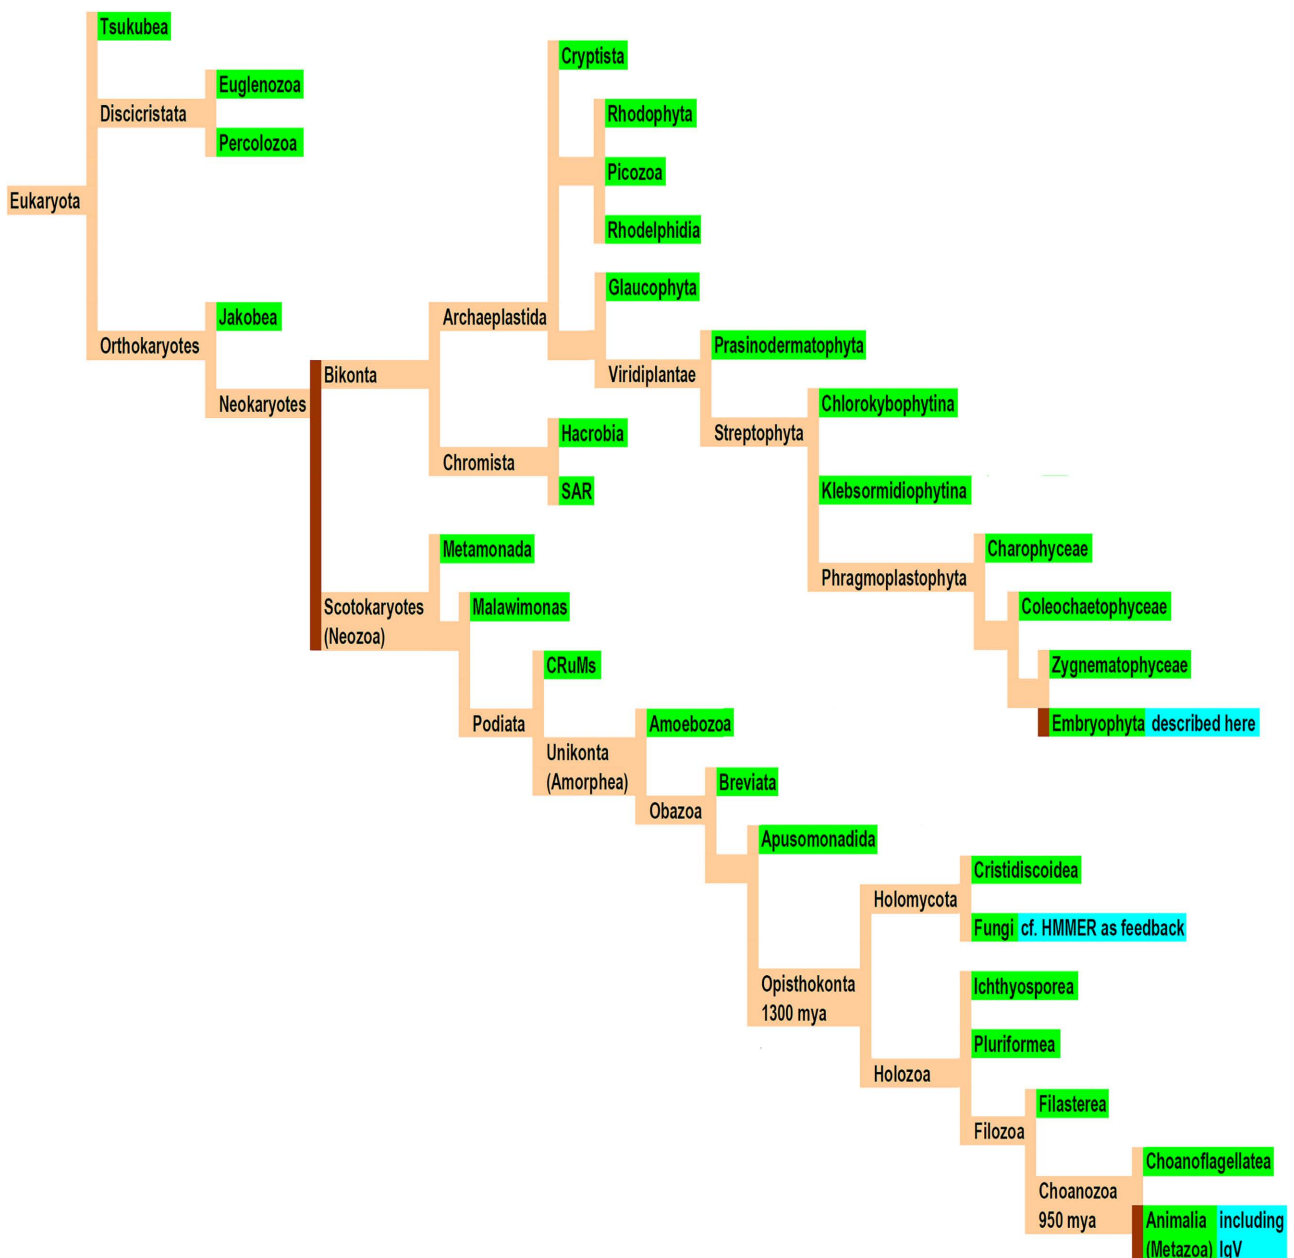 Tsukubea
Cryptista
Euglenozoa
Discicristata
Rhodophyta
Percolozoa
Picozoa
Eukaryota
Rhodelphidia
Glaucophyta
Jakobea
Archaeplastida
Orthokaryotes
Prasinodermatophyta
Bikonta
Viridiplantae
Neokaryotes
Chlorokybophytina
Hacrobia
Streptophyta
Chromista
SAR
Klebsormidiophytina
Metamonada
Charophyceae
Phragmoplastophyta
Scotokaryotes
(Neozoa)
Malawimonas
Coleochaetophyceae
CRuMs
Zygnematophyceae
Podiata
Amoebozoa
Embryophyta described here
Unikonta
(Amorphea)
Breviata
Obazoa
Apusomonadida
Cristidiscoidea
Holomycota
Fungi cf. HMMER as feedback
Opisthokonta
1300 mya
Ichthyosporea
Pluriformea
Holozoa
Filasterea
Filozoa
Choanoflagellatea
Choanozoa
950 mya
Animalia including
(Metazoa) IgV